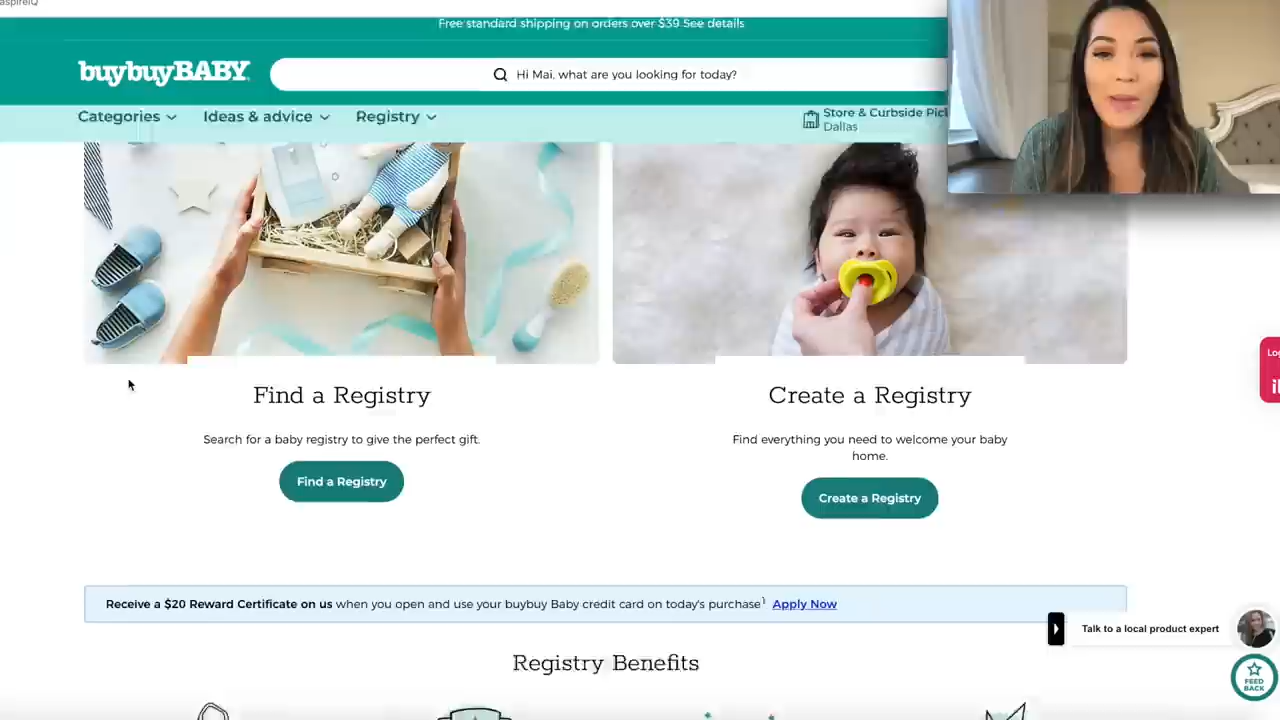 aspireIQ
Free standard shipping on orders over $39 See details
buybuyBABY
Hi Mai, what are you looking for today?
Categories
Ideas & advice
Registry
Store & Curbside
Dallas
Find a Registry
Create a Registry
Search for a baby registry to give the perfect gift.
Find everything you need to welcome your baby
home.
Find a Registry
Create a Registry
Receive a $20 Reward Certificate on us when you open and use your buybuy Baby credit card on today's purchase¹ Apply Now
Talk to a local product expert
Registry Benefits
FEED
BACK